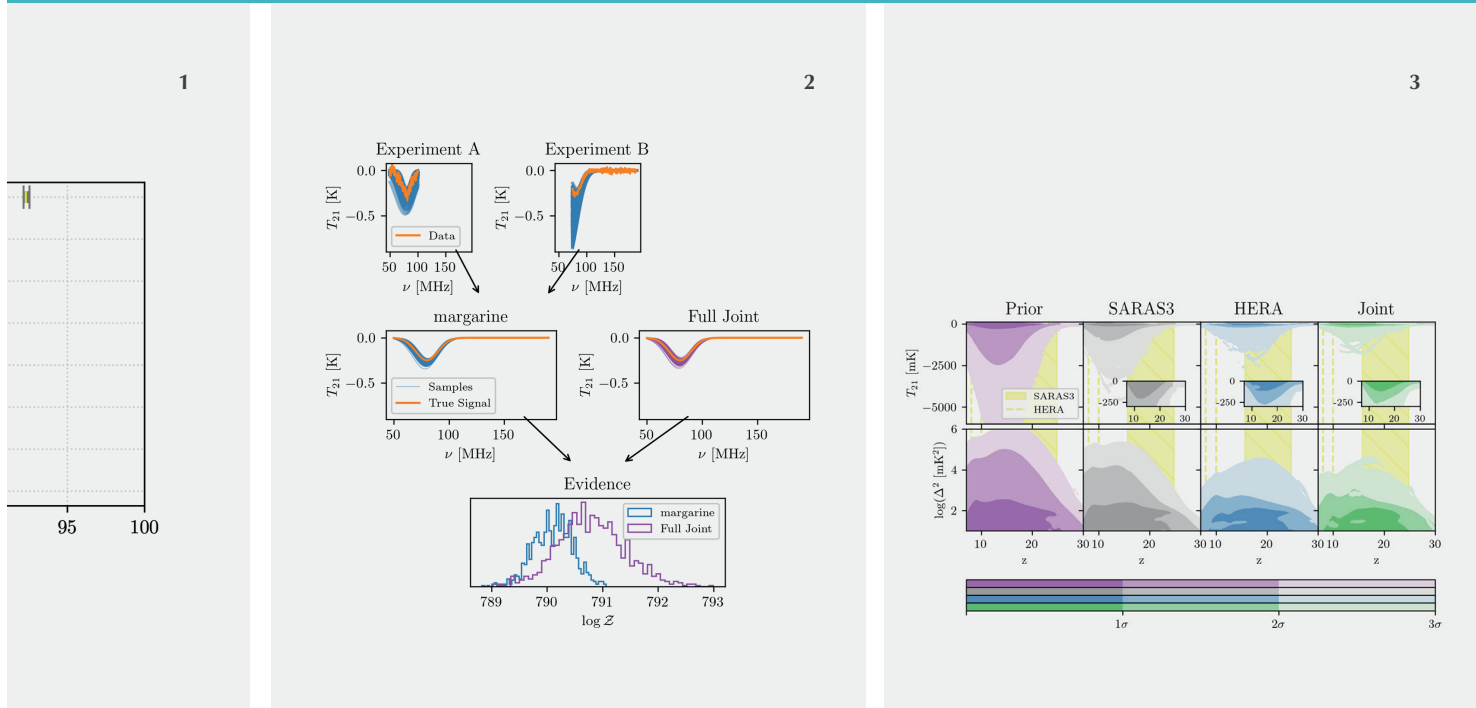 1
95 100
2
Experiment A Experiment B
0.0 0.0
T21 [K] −0.5 T21 [K] −0.5
Data
50 100 150 50 100 150
ν [MHz] ν [MHz]
margarine Full Joint
0.0 0.0
T21 [K] −0.5 T21 [K] −0.5
Samples
True Signal
50 100 150 50 100 150
ν [MHz] ν [MHz]
Evidence
margarine
Full Joint
789 790 791 792 793
log Z
3
Prior SARAS3 HERA Joint
0
T21 [mK] −2500
−5000
SARAS3
HERA
0 0 0
-250 -250 -250
10 20 30 10 20 30 10 20 30
6
log(Δ² [mK²]) 4
2
10 20 30 10 20 30 10 20 30 10 20 30
z z z z
1σ 2σ 3σ